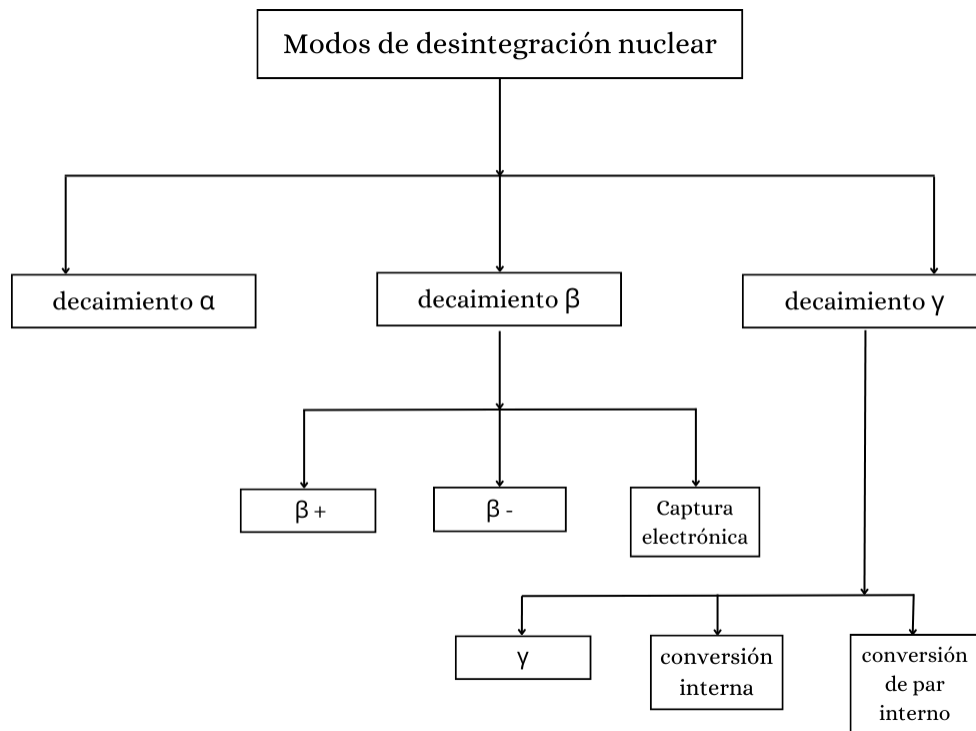 Modos de desintegración nuclear
decaimiento α
decaimiento β
decaimiento γ
β +
β -
Captura
electrónica
γ
conversión
interna
conversión
de par
interno